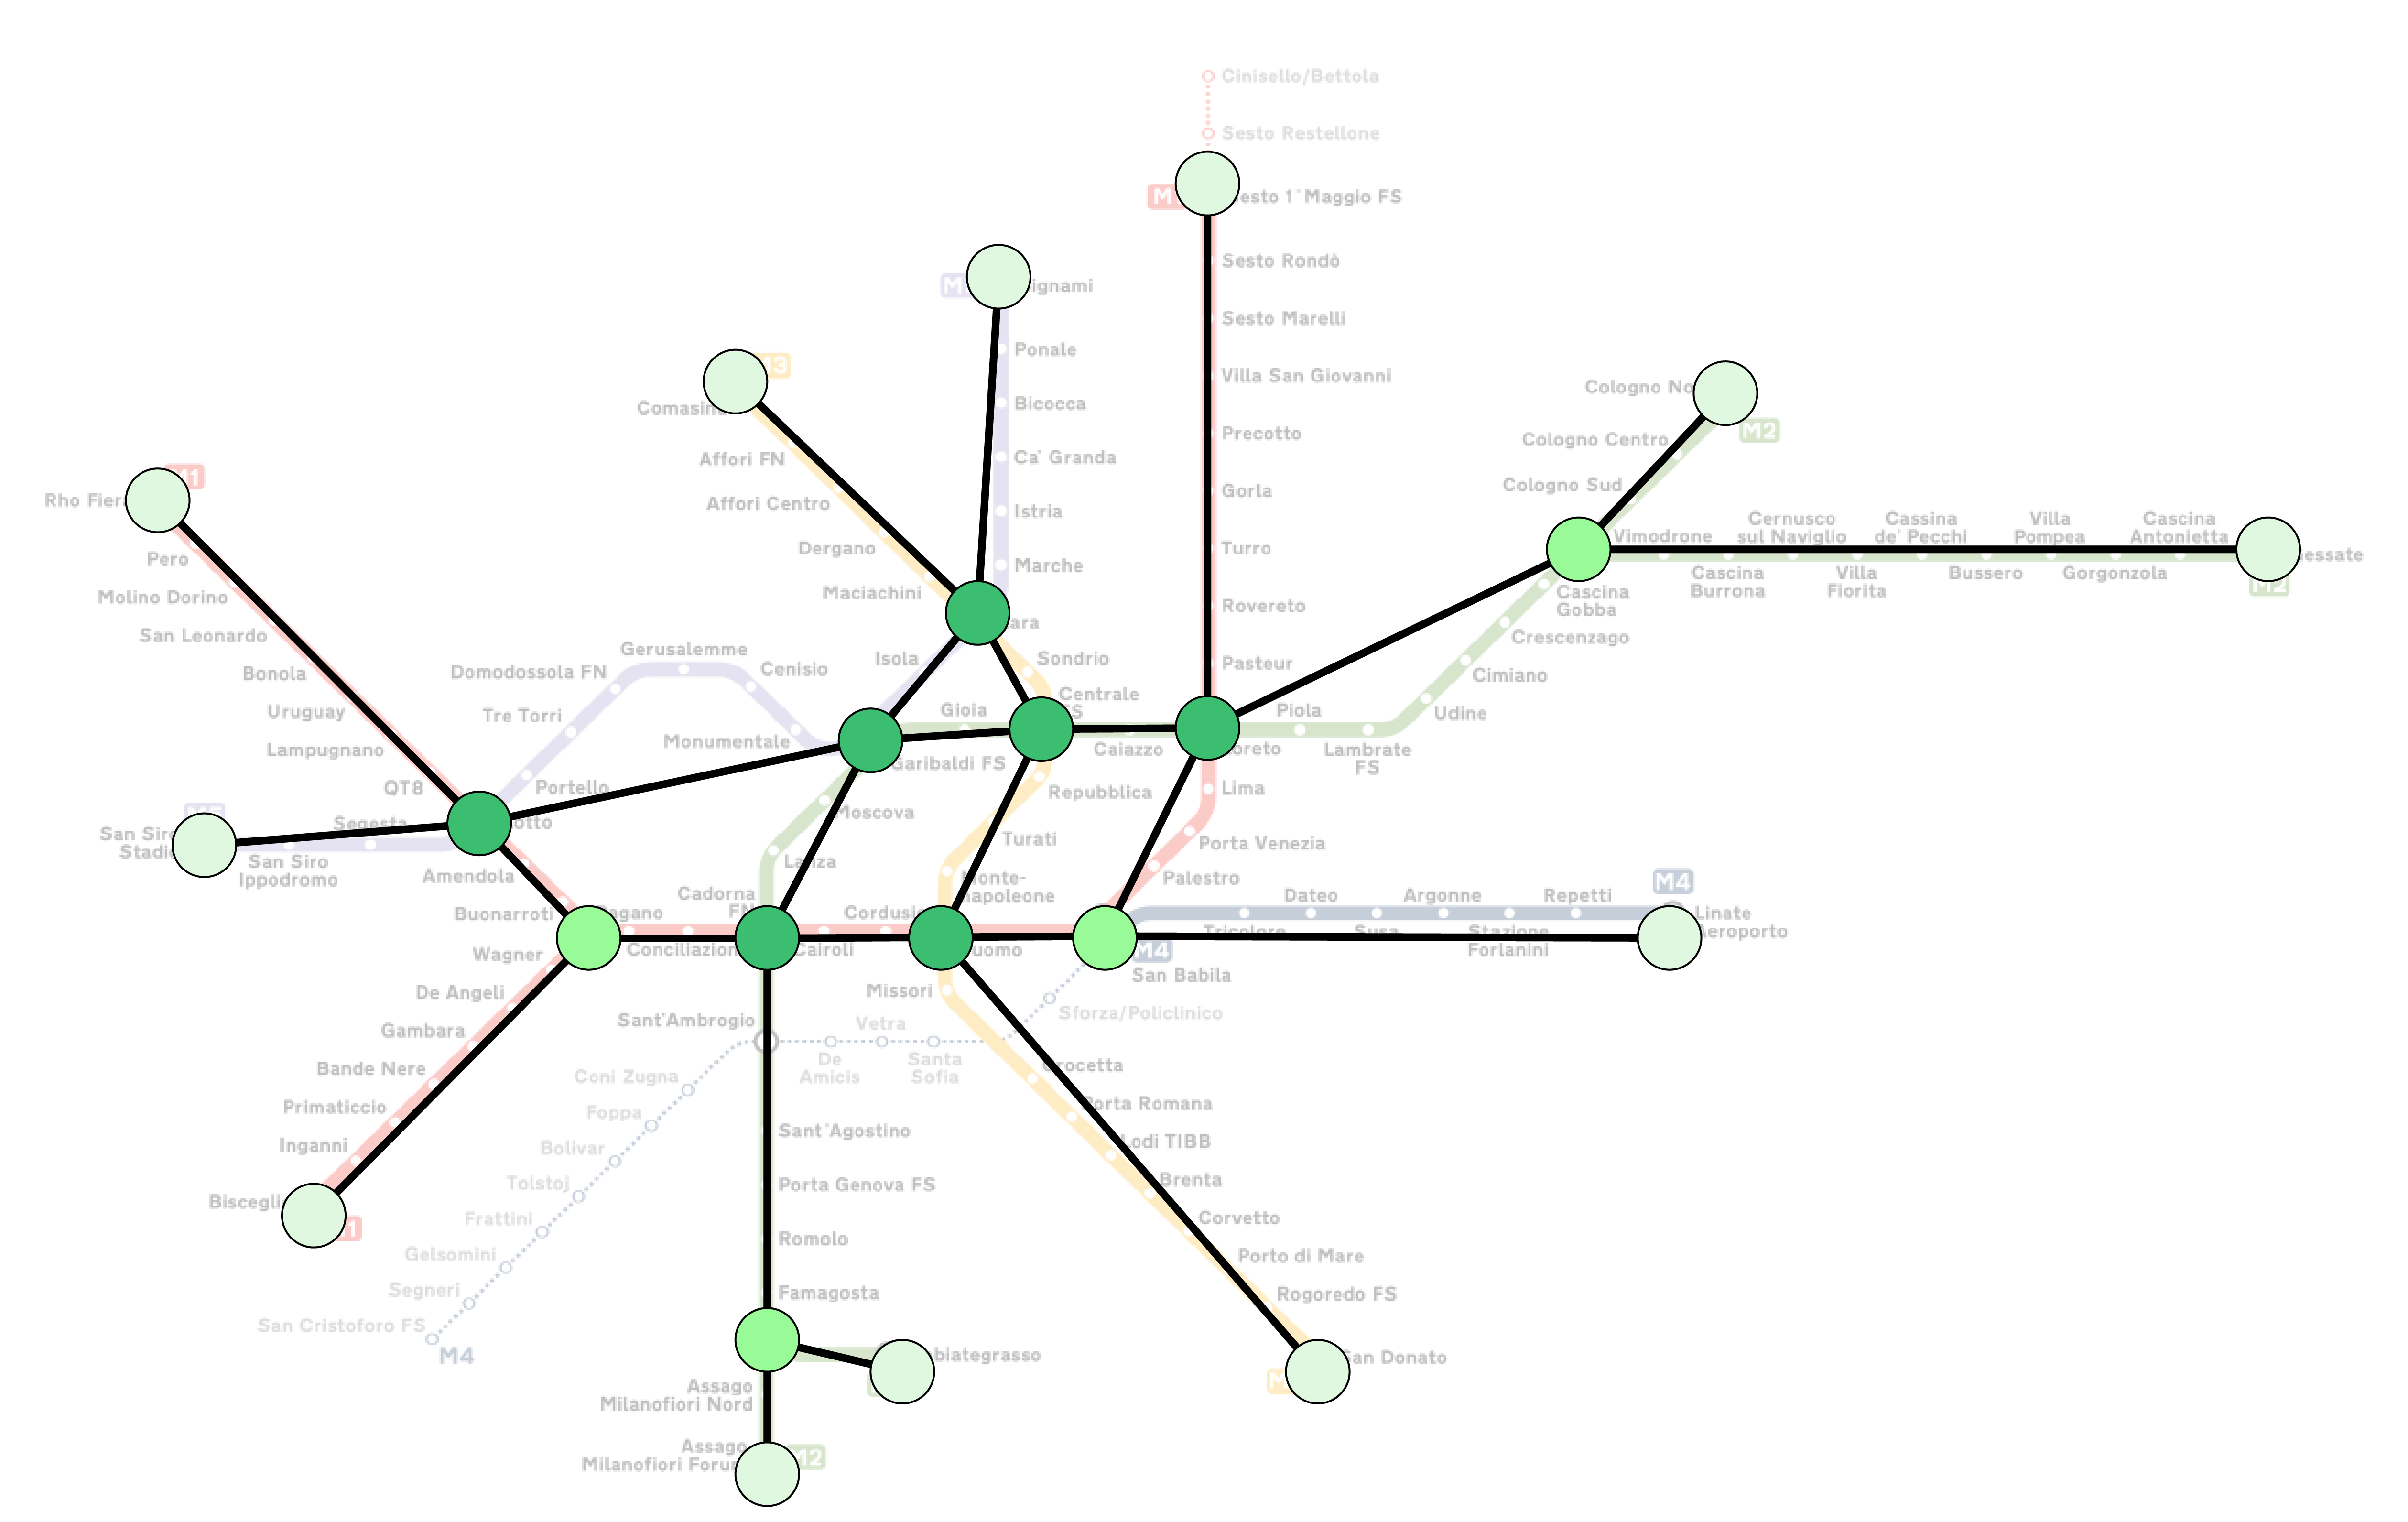 Cinisello/Bettola
Sesto Restellone
esto 1°Maggio FS
Sesto Rondò
M
ignami
Sesto Marelli
Ponale
3
Villa San Giovanni
Cologno No
Comasina
Bicocca
Precotto
M2
Cologno Centro
Affori FN
Ca' Granda
Rho Fier
Gorla
Cologno Sud
Affori Centro
Istria
Vimodrone
Cernusco
sul Naviglio
Cassina
de' Pecchi
Villa
Pompea
Cascina
Antonietta
essate
Pero
Dergano
Marche
Turro
Cascina
Burrona
Villa
Fiorita
Bussero
Gorgonzola
M2
Molino Dorino
Maciachini
Rovereto
Cascina
Gobba
San Leonardo
ara
Crescenzago
Bonola
Domodossola FN
Gerusalemme
Cenisio
Isola
Sondrio
Pasteur
Cimiano
Uruguay
Tre Torri
Gioia
Centrale
FS
Piola
Udine
Lampugnano
Monumentale
Garibaldi FS
Caiazzo
oreto
Lambrate
FS
QT8
Portello
Repubblica
Lima
M5
San Siro
Stadio
Segesta
otto
Moscova
Turati
Porta Venezia
San Siro
Ippodromo
Amendola
Lanza
Monte-
napoleone
Palestro
M4
Buonarroti
Pagano
Cadorna
FN
Cordusio
Dateo
Argonne
Repetti
Linate
Aeroporto
Wagner
Conciliazion
Cairoli
uomo
M4
Tricolore
Susa
Stazione
Forlanini
San Babila
De Angeli
Missori
Sforza/Policlinico
Gambara
Sant'Ambrogio
Vetra
De
Amicis
Santa
Sofia
Crocetta
Bande Nere
Coni Zugna
Porta Romana
Primaticcio
Foppa
Sant'Agostino
Lodi TIBB
Inganni
Bolivar
Brenta
Biscegli
Tolstoj
Porta Genova FS
1
Frattini
Corvetto
Gelsomini
Romolo
Porto di Mare
Segneri
Famagosta
Rogoredo FS
San Cristoforo FS
M4
biategrasso
San Donato
Assago
Milanofiori Nord
M
Assago
Milanofiori Forum
M2